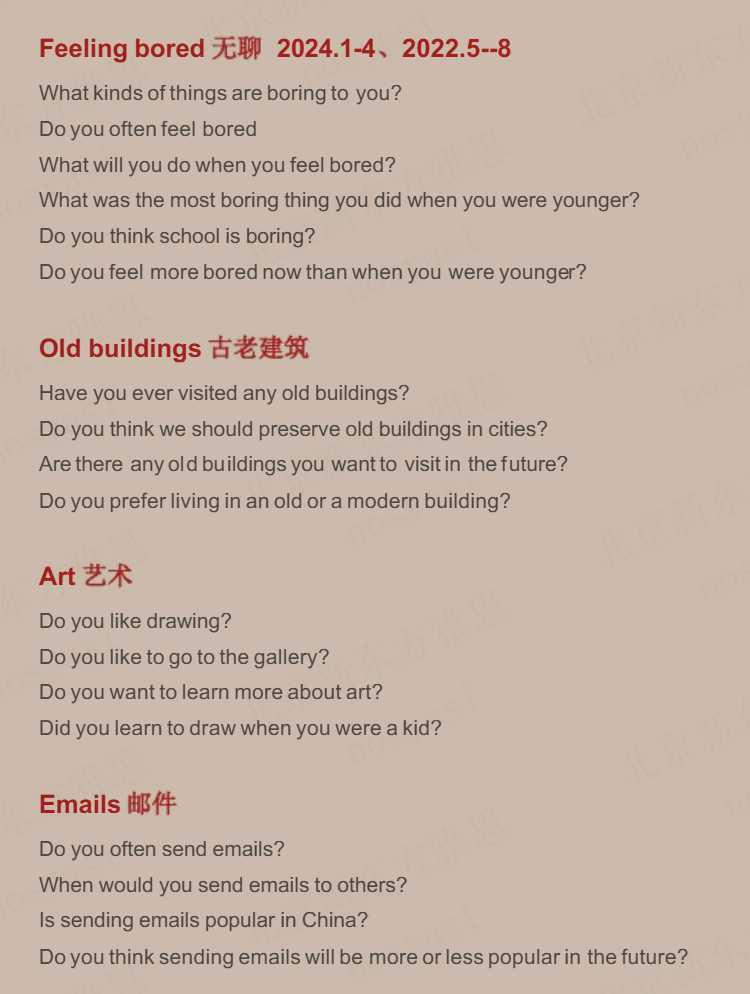 Feeling bored 无聊 2024.1-4、2022.5--8
What kinds of things are boring to you?
Do you often feel bored
What will you do when you feel bored?
What was the most boring thing you did when you were younger?
Do you think school is boring?
Do you feel more bored now than when you were younger?
Old buildings 古老建筑
Have you ever visited any old buildings?
Do you think we should preserve old buildings in cities?
Are there any old buildings you want to visit in the future?
Do you prefer living in an old or a modern building?
Art 艺术
Do you like drawing?
Do you like to go to the gallery?
Do you want to learn more about art?
Did you learn to draw when you were a kid?
Emails 邮件
Do you often send emails?
When would you send emails to others?
Is sending emails popular in China?
Do you think sending emails will be more or less popular in the future?